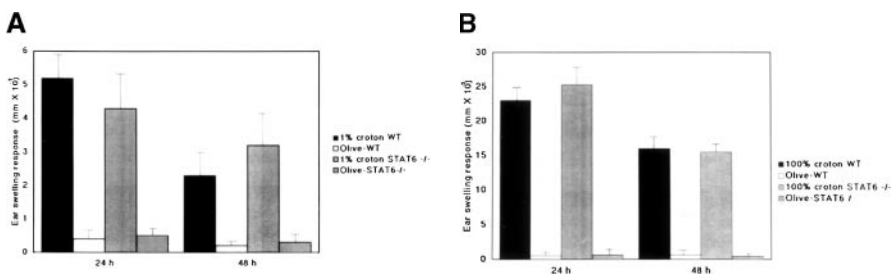 A
Ear swelling response (mm X 10
6
5
4
3
2
1
0
24 h
48 h
1% croton WT
Olive-WT
1% croton STAT6 -/-
Olive-STAT6-/-
B
Ear swelling response (mm X 10
30
25
20
15
10
5
0
24 h
48 h
100% croton WT
Olive-WT
100% croton STAT6 -/-
Olive-STAT6 /